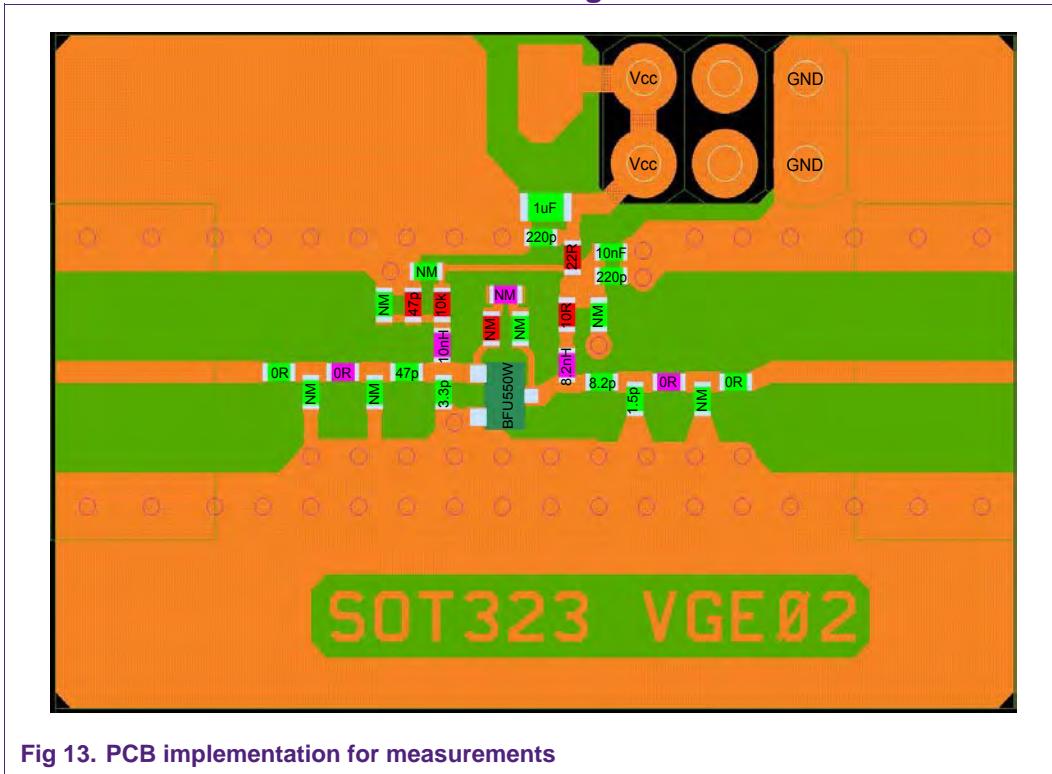 Vcc
GND
Vcc
GND
1uF
220p
22R
10nF
NM
220p
NM
47p
10k
NM
10R
NM
NM
NM
10nH
8.2nH
0R
0R
47p
8.2p
0R
0R
NM
NM
3.3p
BFU550W
1.5p
NM
SOT323 VGEØ2
Fig 13. PCB implementation for measurements